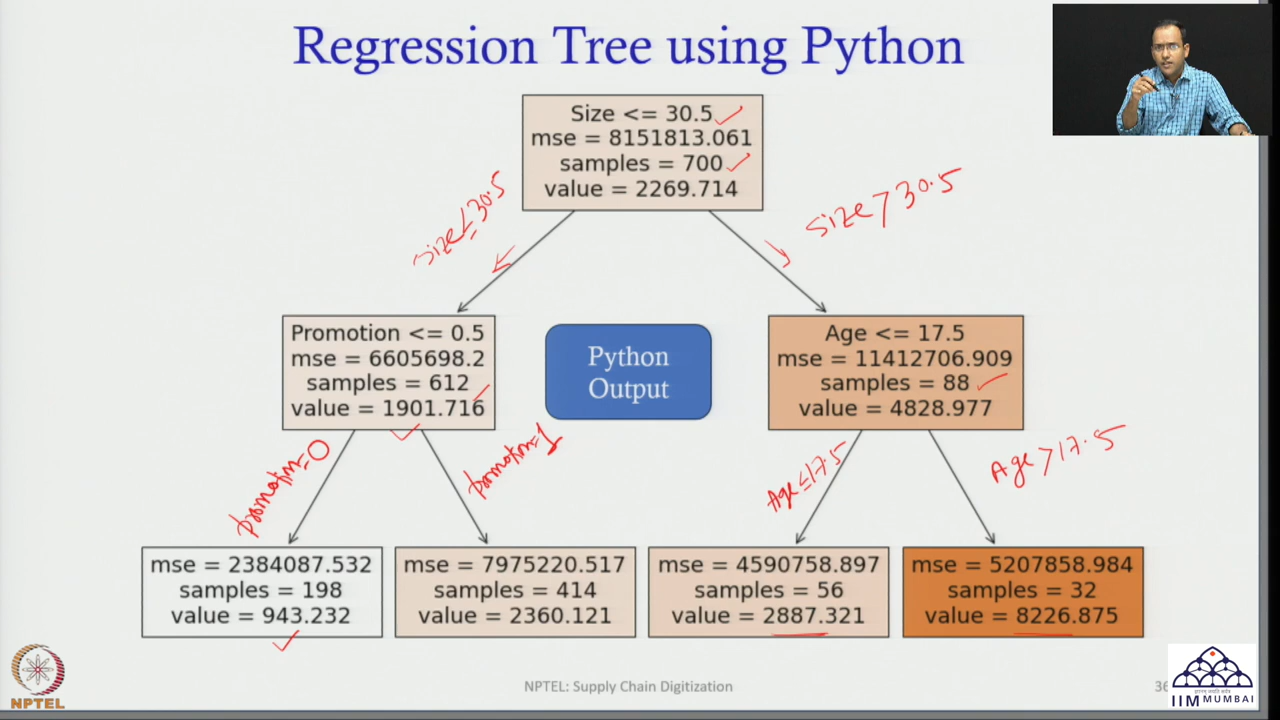 Regression Tree using Python
Size <= 30.5
mse = 8151813.061
samples = 700
value = 2269.714
size ≤ 30.5
size > 30.5
Promotion <= 0.5
mse = 6605698.2
samples = 612
value = 1901.716
Python
Output
Age <= 17.5
mse = 11412706.909
samples = 88
value = 4828.977
promotion=0
promotion=1
Age ≤ 17.5
Age > 17.5
mse = 2384087.532
samples = 198
value = 943.232
mse = 7975220.517
samples = 414
value = 2360.121
mse = 4590758.897
samples = 56
value = 2887.321
mse = 5207858.984
samples = 32
value = 8226.875
NPTEL
NPTEL: Supply Chain Digitization
IIM MUMBAI